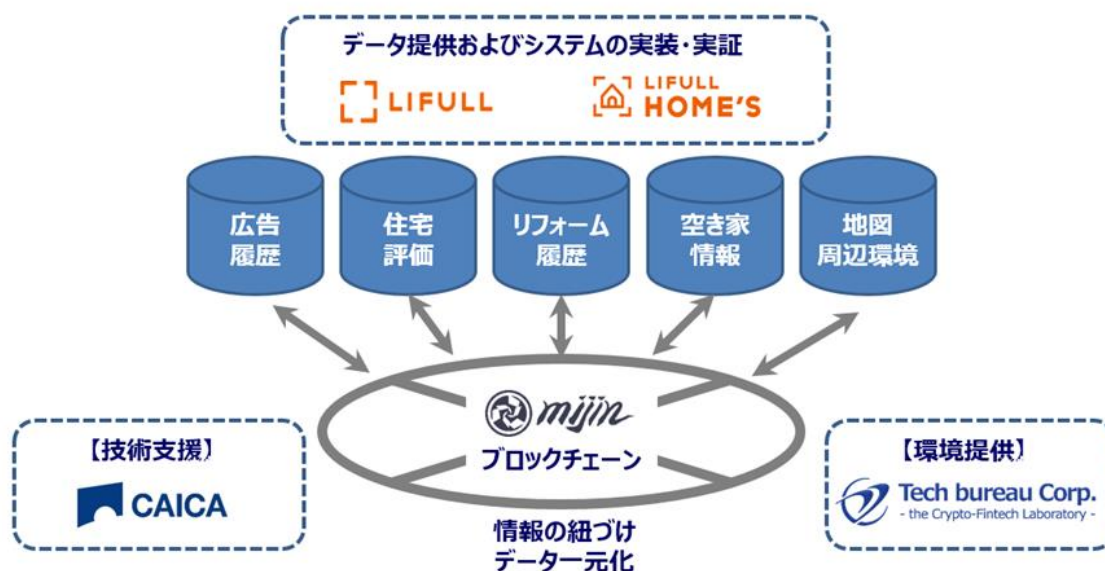 データ提供およびシステムの実装・実証
LIFULL
LIFULL
HOME'S
広告
履歴
住宅
評価
リフォーム
履歴
空き家
情報
地図
周辺環境
mijin
ブロックチェーン
【技術支援】
CAICA
【環境提供】
Tech bureau Corp.
- the Crypto-Fintech Laboratory -
情報の紐づけ
データ一元化